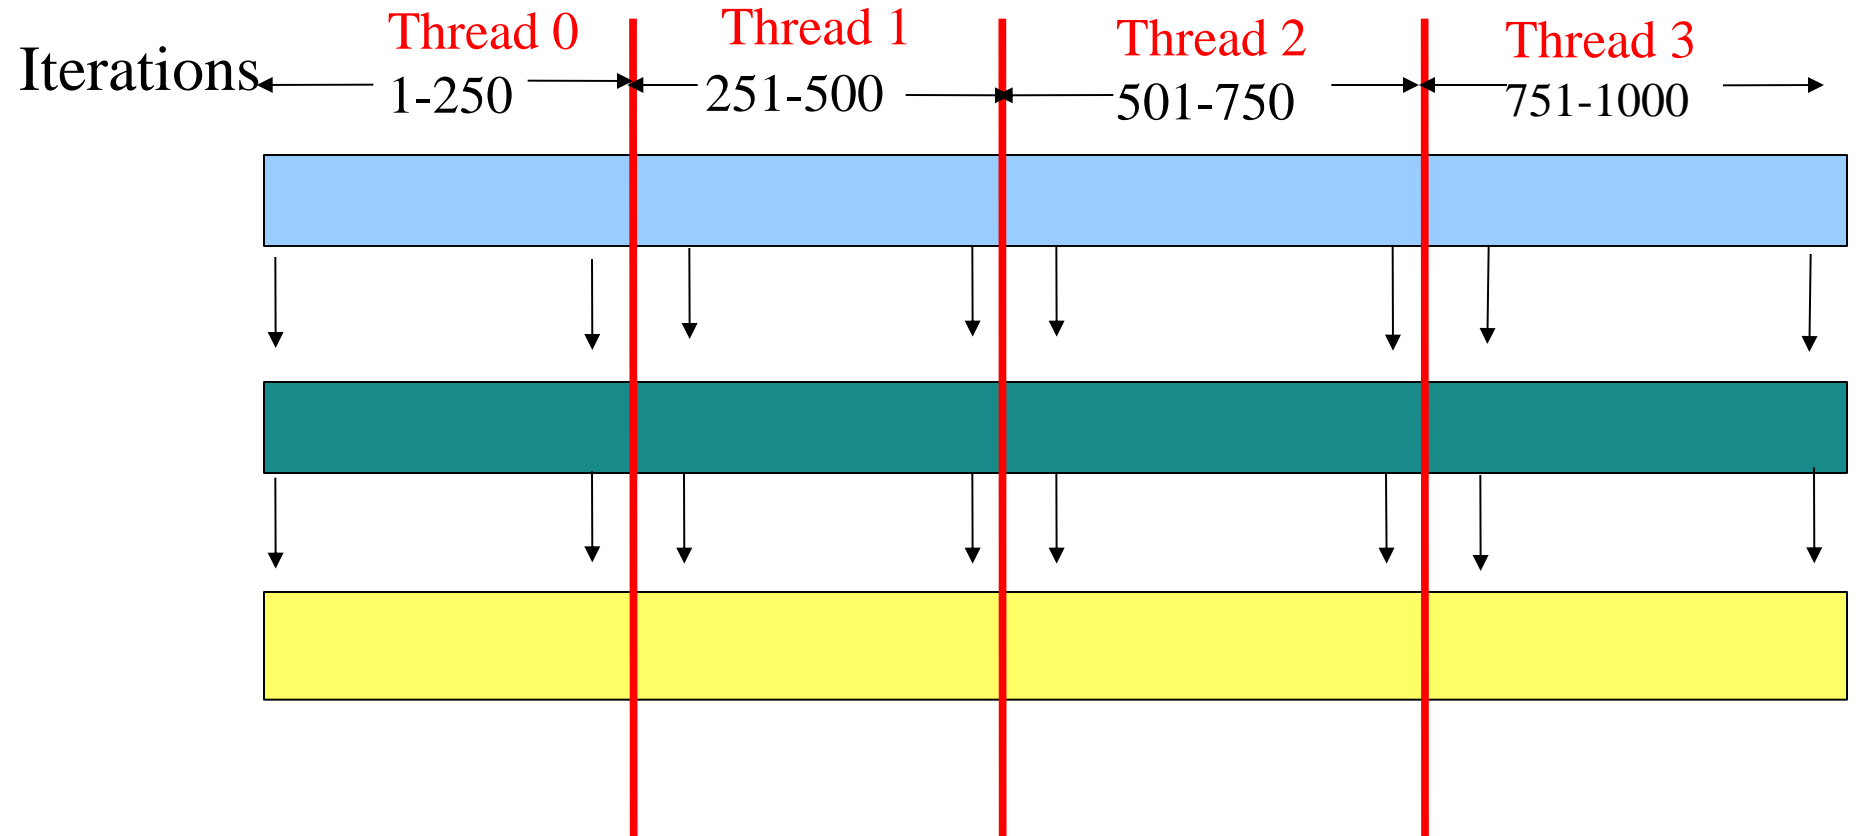 Thread 0
Thread 1
Thread 2
Thread 3
Iterations
1-250
251-500
501-750
751-1000